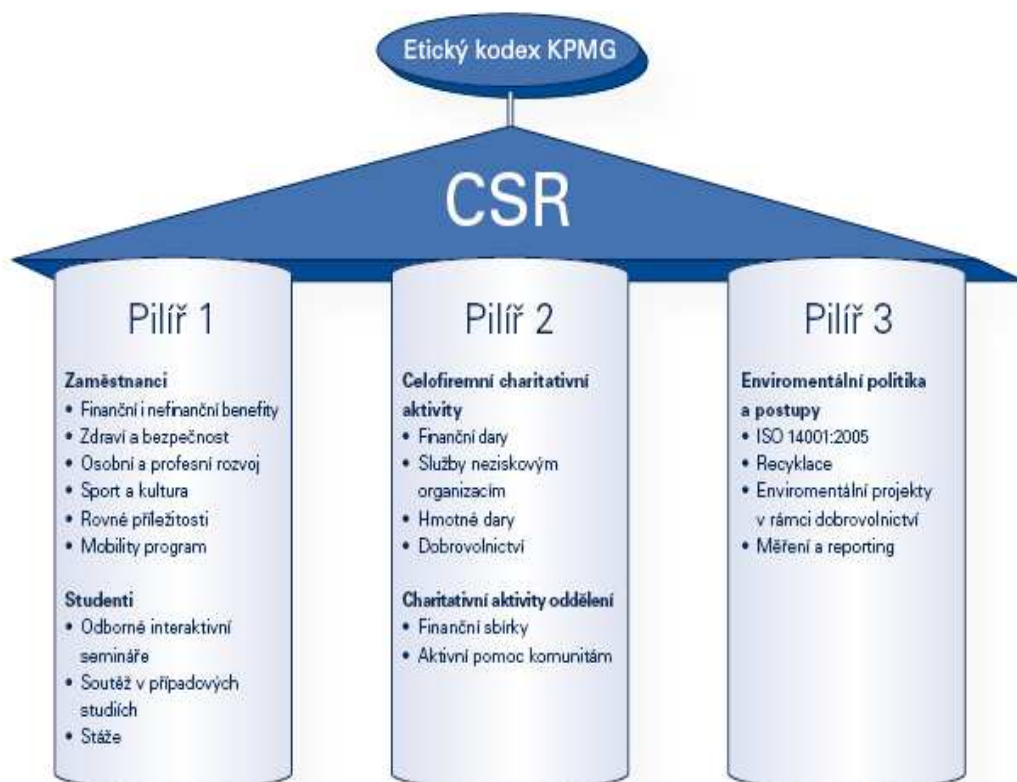 Etický kodex KPMG
CSR
Pilíř 1
Zaměstnanci
• Finanční i nefinanční benefity
• Zdraví a bezpečnost
• Osobní a profesní rozvoj
• Sport a kultura
• Rovné příležitosti
• Mobility program
Studenti
• Odborné interaktivní
semináře
• Soutěž v případových
studiích
• Stáže
Pilíř 2
Celofiremní charitativní
aktivity
• Finanční dary
• Služby neziskovým
organizacím
• Hmotné dary
• Dobrovolnictví
Charitativní aktivity oddělení
• Finanční sbírky
• Aktivní pomoc komunitám
Pilíř 3
Enviromentální politika
a postupy
• ISO 14001:2005
• Recyklace
• Enviromentální projekty
v rámci dobrovolnictví
• Měření a reporting